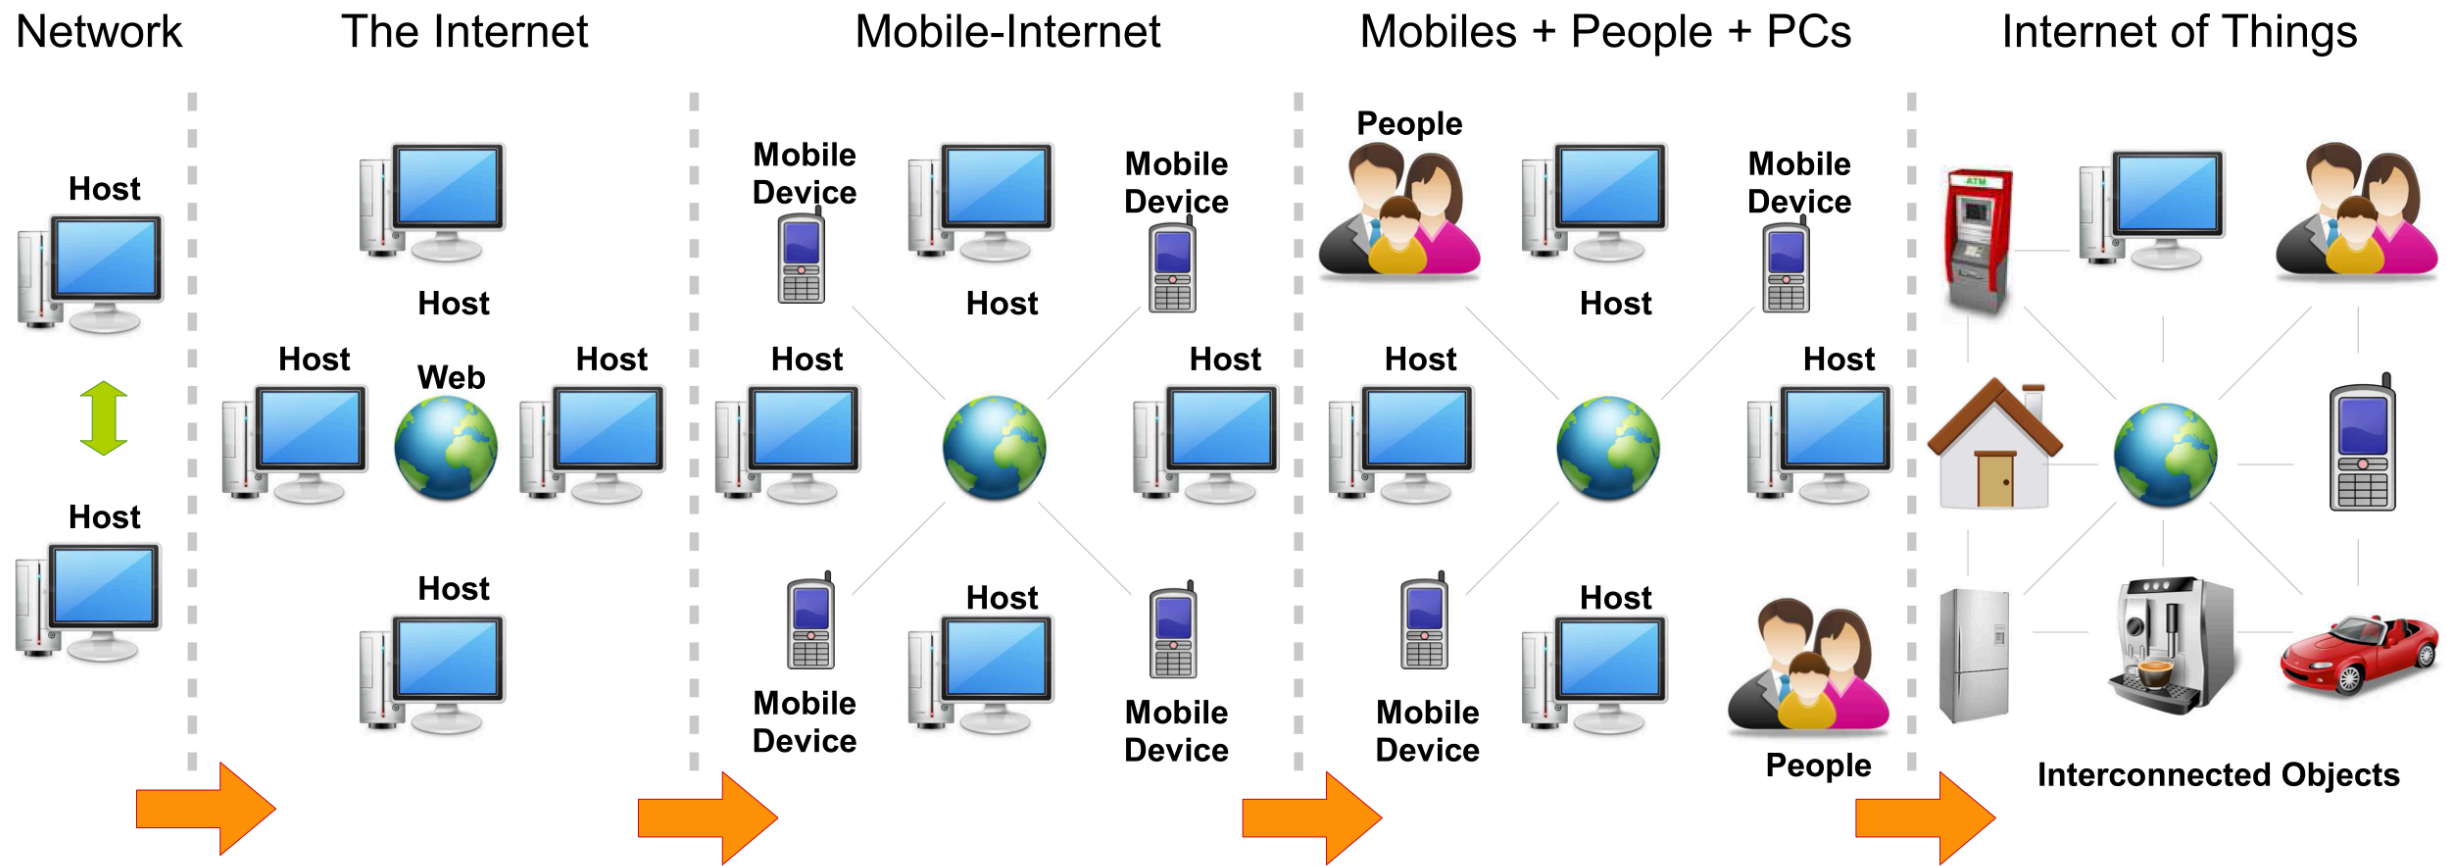 Network
The Internet
Mobile-Internet
Mobiles + People + PCs
Internet of Things
Host
Host
Host
Host
Web
Host
Host
Mobile
Device
Host
Mobile
Device
Host
Host
Mobile
Device
Host
Mobile
Device
People
Host
Mobile
Device
Host
Host
Mobile
Device
Host
People
ATM
Interconnected Objects